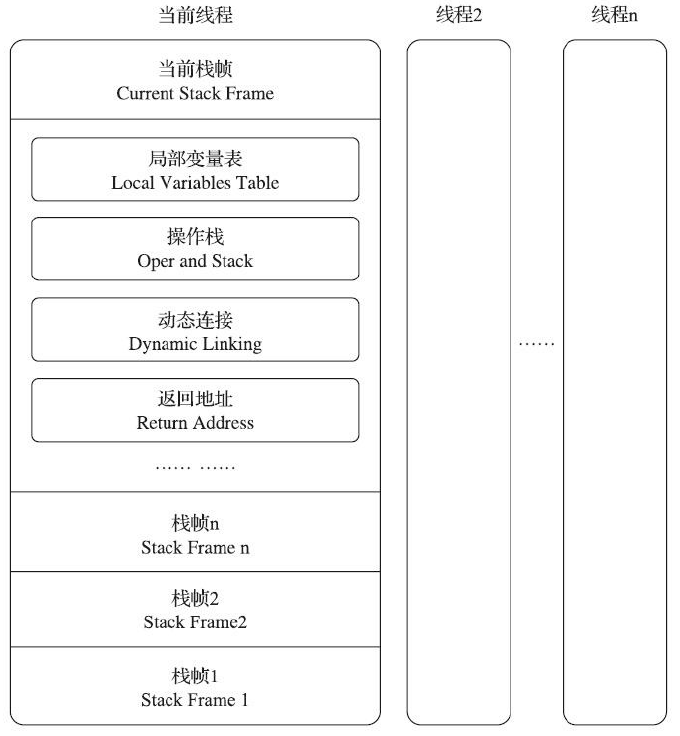 当前线程
线程2
线程n
当前栈帧
Current Stack Frame
局部变量表
Local Variables Table
操作栈
Oper and Stack
动态连接
Dynamic Linking
返回地址
Return Address
…… ……
……
栈帧n
Stack Frame n
栈帧2
Stack Frame2
栈帧1
Stack Frame 1